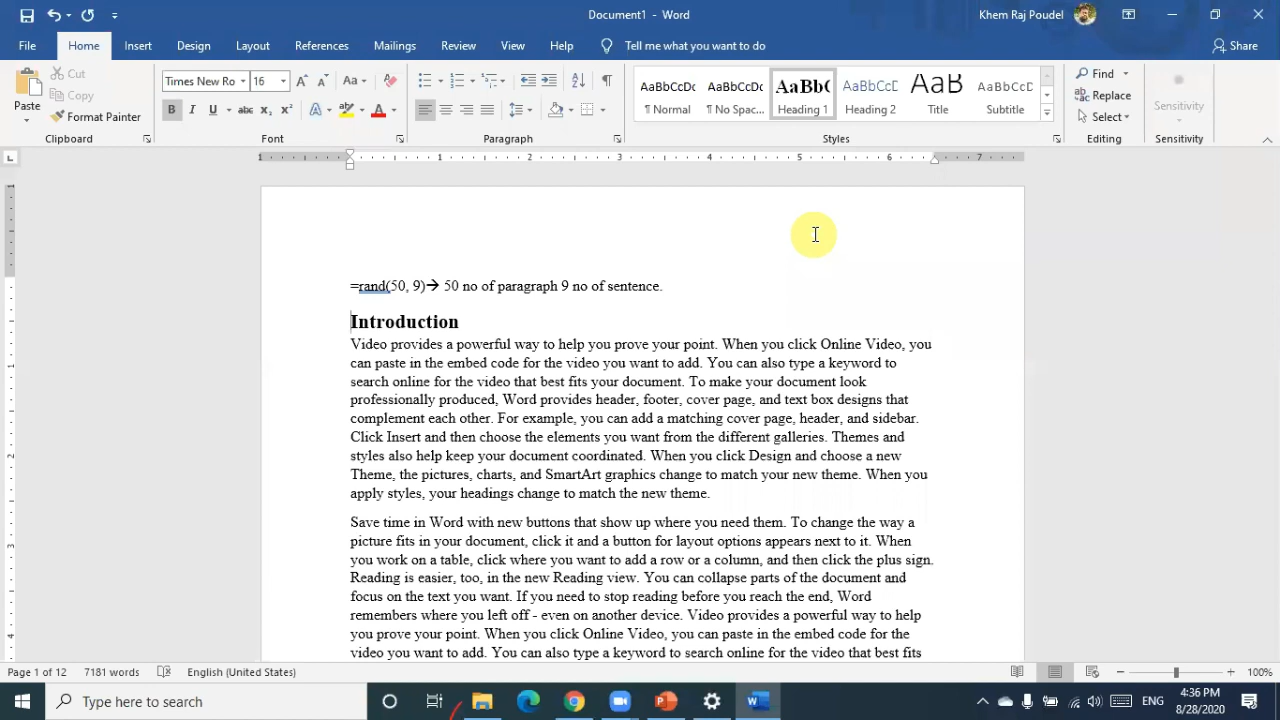 Document1 - Word
Khem Raj Poudel
File Home Insert Design Layout References Mailings Review View Help Tell me what you want to do Share
Paste
Cut
Copy
Format Painter
Clipboard
Times New Ro 16 Aa
B I U abc x₂ x² A A
Font
Paragraph
AaBbCcDc AaBbCcDc AaBb( AaBbCcD AaB AaBbCcD
¶ Normal ¶ No Spac... Heading 1 Heading 2 Title Subtitle
Styles
Find
Replace
Select
Editing
Sensitivity
Sensitivity
1 1 2 3 4 5 6 7
=rand(50, 9)→ 50 no of paragraph 9 no of sentence.
Introduction
Video provides a powerful way to help you prove your point. When you click Online Video, you
can paste in the embed code for the video you want to add. You can also type a keyword to
search online for the video that best fits your document. To make your document look
professionally produced, Word provides header, footer, cover page, and text box designs that
complement each other. For example, you can add a matching cover page, header, and sidebar.
Click Insert and then choose the elements you want from the different galleries. Themes and
styles also help keep your document coordinated. When you click Design and choose a new
Theme, the pictures, charts, and SmartArt graphics change to match your new theme. When you
apply styles, your headings change to match the new theme.
Save time in Word with new buttons that show up where you need them. To change the way a
picture fits in your document, click it and a button for layout options appears next to it. When
you work on a table, click where you want to add a row or a column, and then click the plus sign.
Reading is easier, too, in the new Reading view. You can collapse parts of the document and
focus on the text you want. If you need to stop reading before you reach the end, Word
remembers where you left off - even on another device. Video provides a powerful way to help
you prove your point. When you click Online Video, you can paste in the embed code for the
video you want to add. You can also type a keyword to search online for the video that best fits
Page 1 of 12 7181 words English (United States) 100%
Type here to search
ENG
4:36 PM
8/28/2020